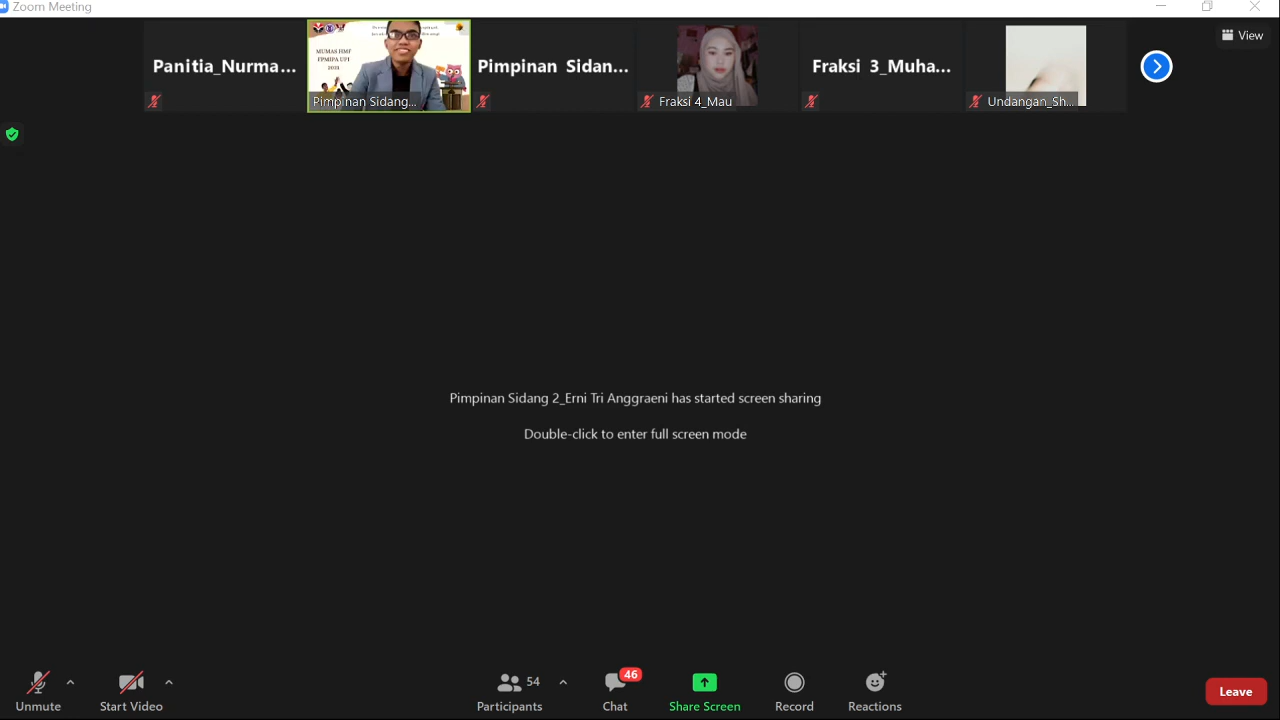 Zoom Meeting
View
Panitia_Nurma...
MUMAS HMF
FPMIPA UPI
2021
Pimpinan Sidang...
Pimpinan Sidan...
Fraksi 4_Mau
Fraksi 3_Muha...
Undangan_Sh...
Pimpinan Sidang 2_Erni Tri Anggraeni has started screen sharing
Double-click to enter full screen mode
Unmute
Start Video
54
Participants
46
Chat
Share Screen
Record
Reactions
Leave